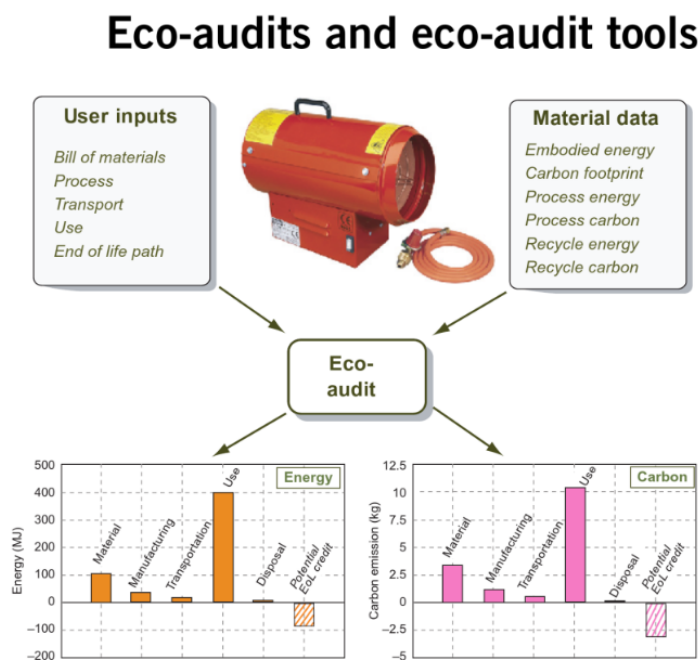 Eco-audits and eco-audit tools
User inputs
Bill of materials
Process
Transport
Use
End of life path
Material data
Embodied energy
Carbon footprint
Process energy
Process carbon
Recycle energy
Recycle carbon
Eco-
audit
Energy
Energy (MJ)
500
400
300
200
100
0
–100
–200
Material
Manufacturing
Transportation
Use
Disposal
Potential
EoL credit
Carbon
Carbon emission (kg)
12.5
10
7.5
5
2.5
0
–2.5
–5
Material
Manufacturing
Transportation
Use
Disposal
Potential
EoL credit